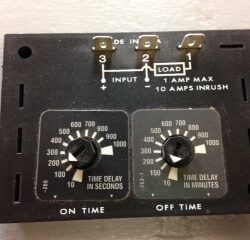 MADE IN U.S.A.
3 2 1
LOAD
INPUT
1 AMP MAX
+ −
10 AMPS INRUSH
500 600
400 700
300 800
200 900
100 1000
10
TIME DELAY
IN SECONDS
500 600
400 700
300 800
200 900
100 1000
10
TIME DELAY
IN MINUTES
ON TIME
OFF TIME